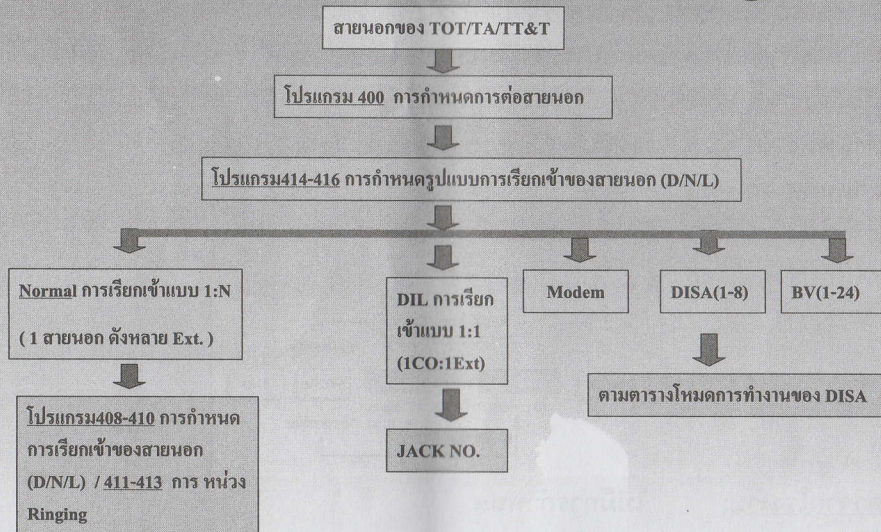 สายนอกของ TOT/TA/TT&T
โปรแกรม 400 การกำหนดการต่อสายนอก
โปรแกรม414-416 การกำหนดรูปแบบการเรียกเข้าของสายนอก (D/N/L)
Normal การเรียกเข้าแบบ 1:N
( 1 สายนอก ดังหลาย Ext. )
DIL การเรียก
เข้าแบบ 1:1
(1CO:1Ext)
Modem
DISA(1-8)
BV(1-24)
โปรแกรม408-410 การกำหนด
การเรียกเข้าของสายนอก
(D/N/L) / 411-413 การ หน่วง
Ringing
JACK NO.
ตามตารางโหมดการทำงานของ DISA